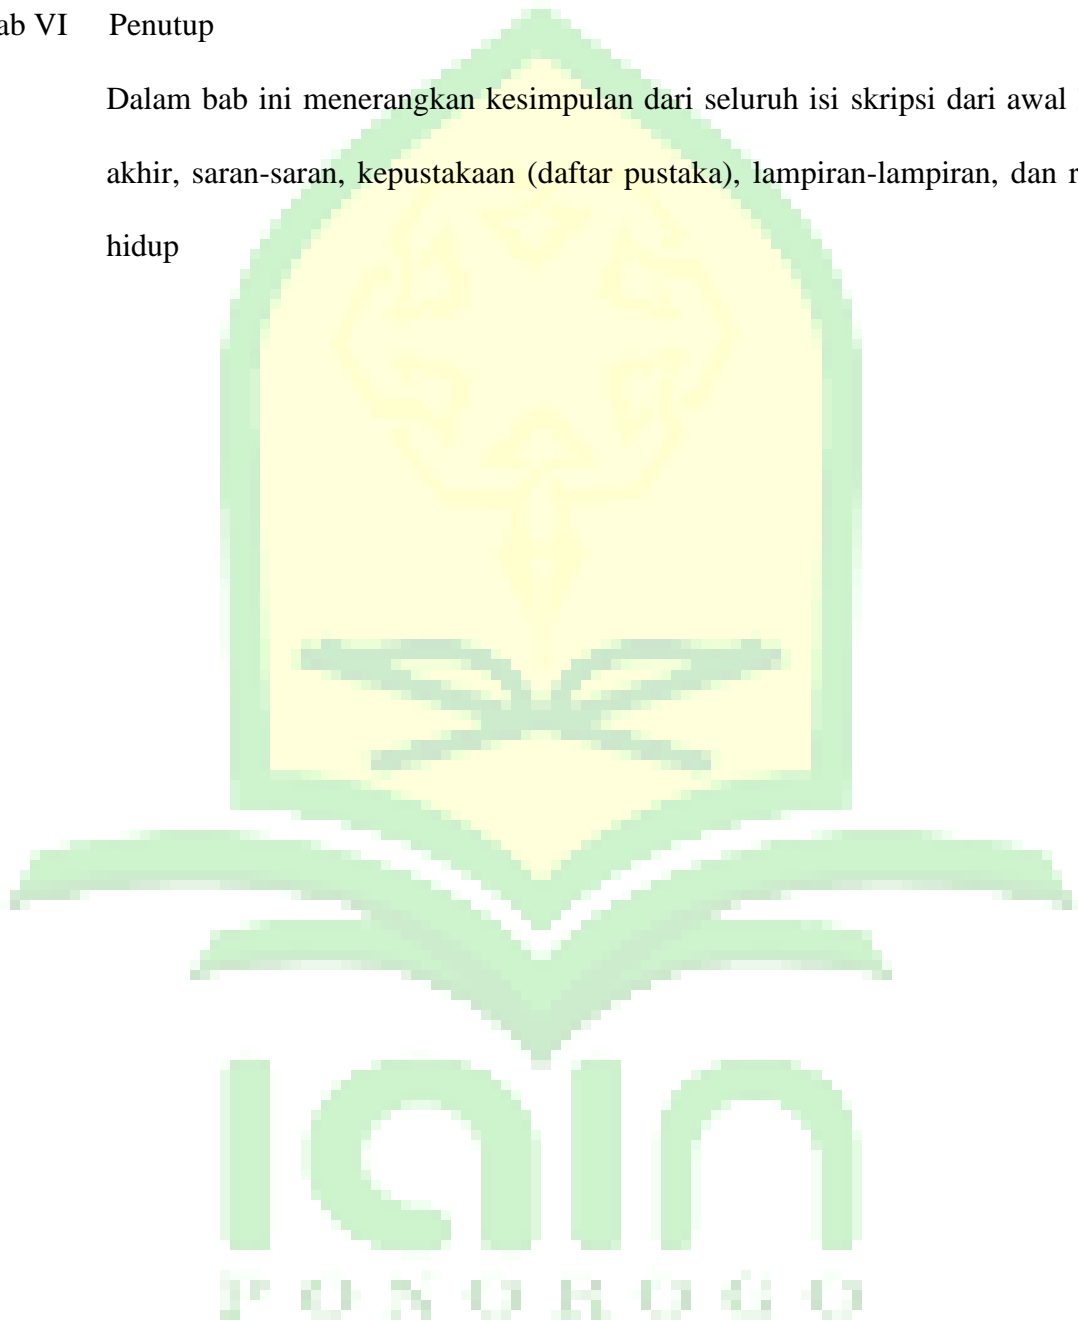 ab VI Penutup
Dalam bab ini menerangkan kesimpulan dari seluruh isi skripsi dari awal
akhir, saran-saran, kepustakaan (daftar pustaka), lampiran-lampiran, dan r
hidup
IAIN
PONOROGO